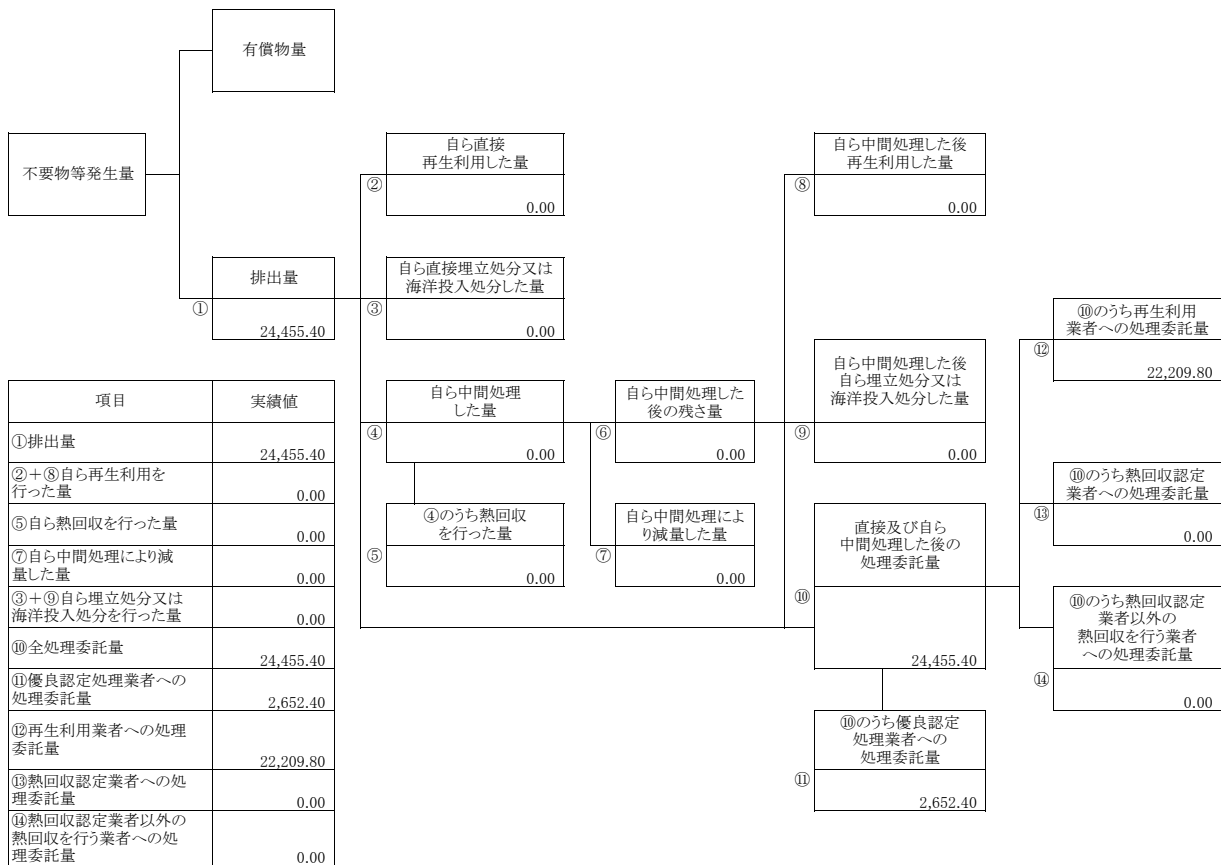 有償物量
不要物等発生量
自ら直接
再生利用した量
②
0.00
自ら中間処理した後
再生利用した量
⑧
0.00
排出量
①
24,455.40
自ら直接埋立処分又は
海洋投入処分した量
③
0.00
⑩のうち再生利用
業者への処理委託量
⑫
22,209.80
自ら中間処理
した量
④
0.00
自ら中間処理した
後の残さ量
⑥
0.00
自ら中間処理した後
自ら埋立処分又は
海洋投入処分した量
⑨
0.00
④のうち熱回収
を行った量
⑤
0.00
自ら中間処理によ
り減量した量
⑦
0.00
直接及び自ら
中間処理した後の
処理委託量
⑩
24,455.40
⑩のうち熱回収認定
業者への処理委託量
⑬
0.00
⑩のうち熱回収認定
業者以外の
熱回収を行う業者
への処理委託量
⑭
0.00
⑩のうち優良認定
処理業者への
処理委託量
⑪
2,652.40
項目 実績値
①排出量
24,455.40
②+⑧自ら再生利用を
行った量 0.00
⑤自ら熱回収を行った量
0.00
⑦自ら中間処理により減
量した量 0.00
③+⑨自ら埋立処分又は
海洋投入処分を行った量 0.00
⑩全処理委託量
24,455.40
⑪優良認定処理業者への
処理委託量 2,652.40
⑫再生利用業者への処理
委託量
22,209.80
⑬熱回収認定業者への処
理委託量 0.00
⑭熱回収認定業者以外の
熱回収を行う業者への処
理委託量 0.00